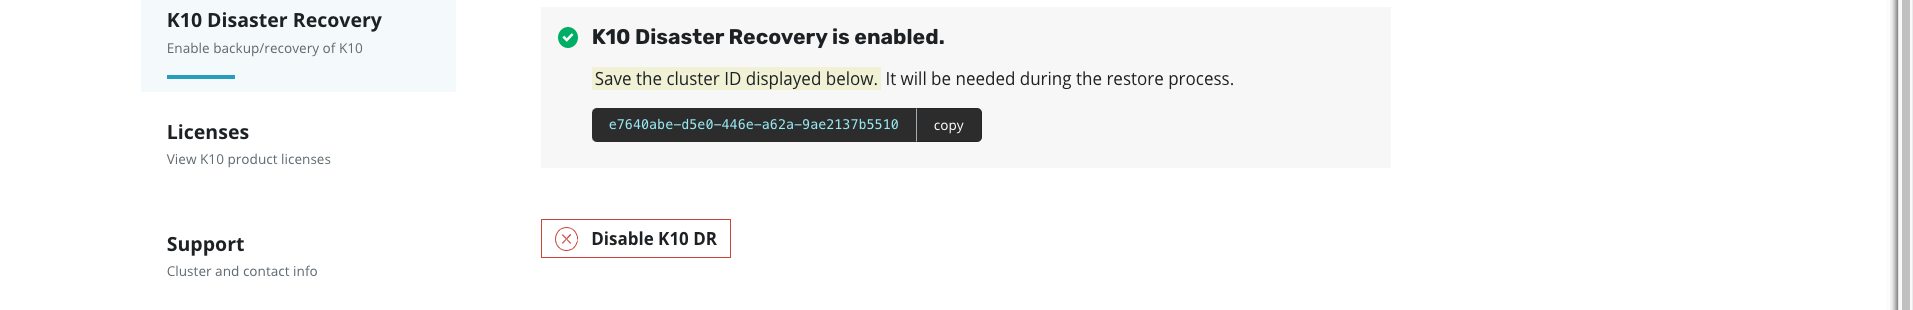 K10 Disaster Recovery
Enable backup/recovery of K10
Licenses
View K10 product licenses
Support
Cluster and contact info
K10 Disaster Recovery is enabled.
Save the cluster ID displayed below. It will be needed during the restore process.
e7640abe-d5e0-446e-a62a-9ae2137b5510 copy
Disable K10 DR